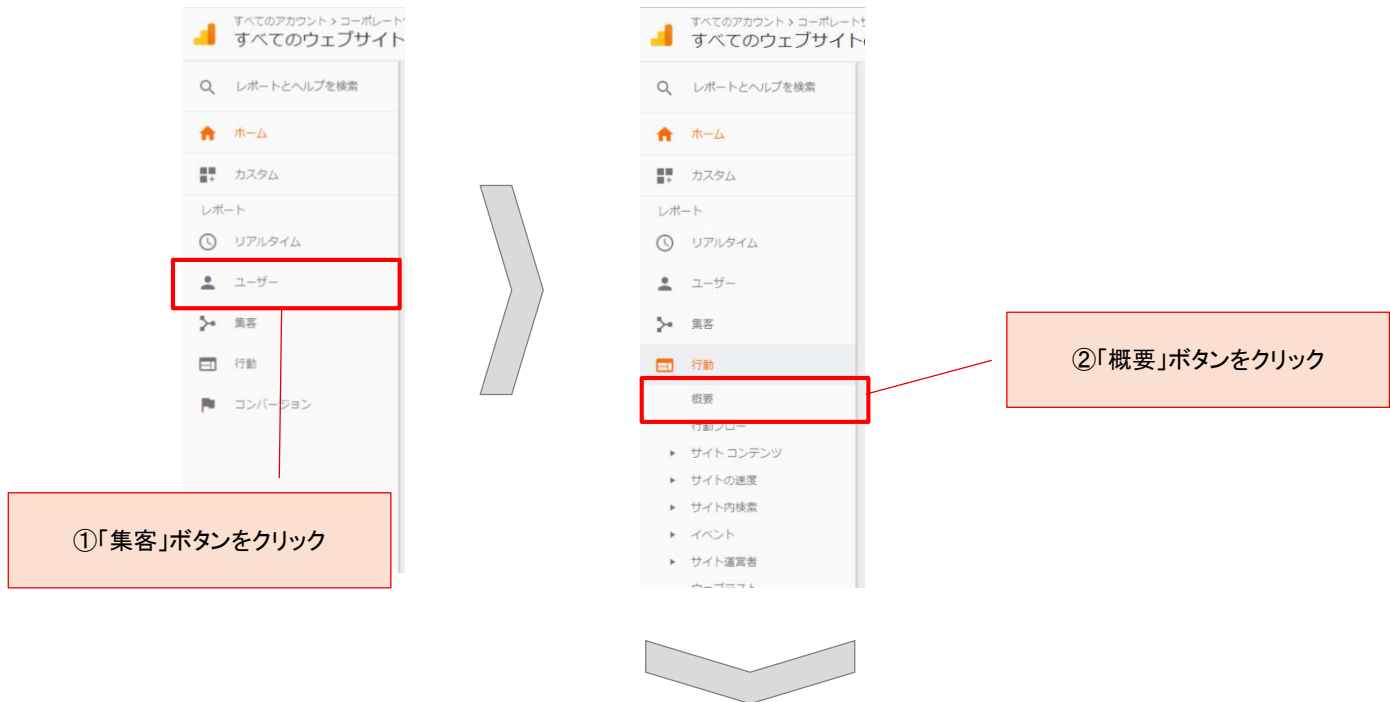 すべてのアカウント > コーポレート
すべてのウェブサイト
レポートとヘルプを検索
ホーム
カスタム
レポート
リアルタイム
ユーザー
集客
行動
コンバージョン
①「集客」ボタンをクリック
すべてのアカウント > コーポレート
すべてのウェブサイト
レポートとヘルプを検索
ホーム
カスタム
レポート
リアルタイム
ユーザー
集客
行動
概要
行動フロー
サイト コンテンツ
サイトの速度
サイト内検索
イベント
サイト運営者
ウェブテスト
②「概要」ボタンをクリック